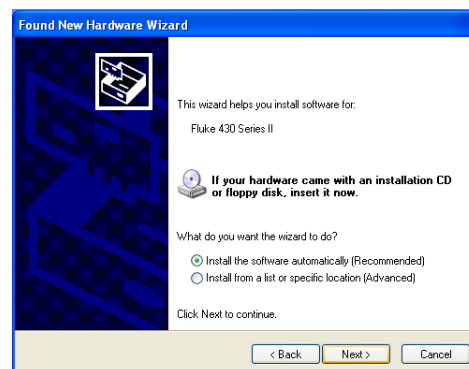 Found New Hardware Wizard
This wizard helps you install software for:
Fluke 430 Series II
If your hardware came with an installation CD
or floppy disk, insert it now.
What do you want the wizard to do?
Install the software automatically (Recommended)
Install from a list or specific location (Advanced)
Click Next to continue.
< Back
Next >
Cancel